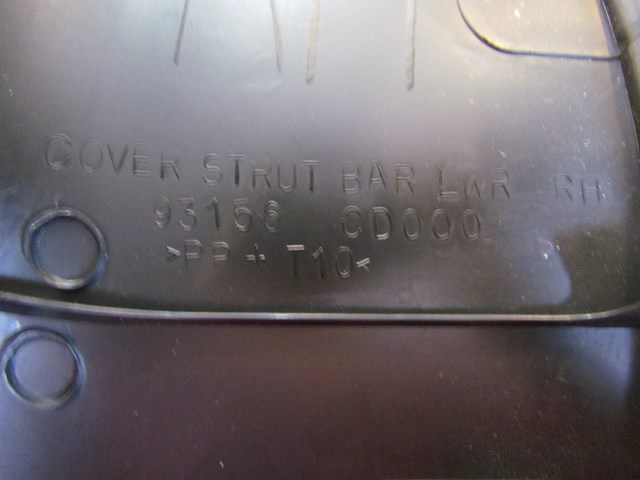 COVER STRUT BAR LWR RH
93156 CD000
>PP + T10<